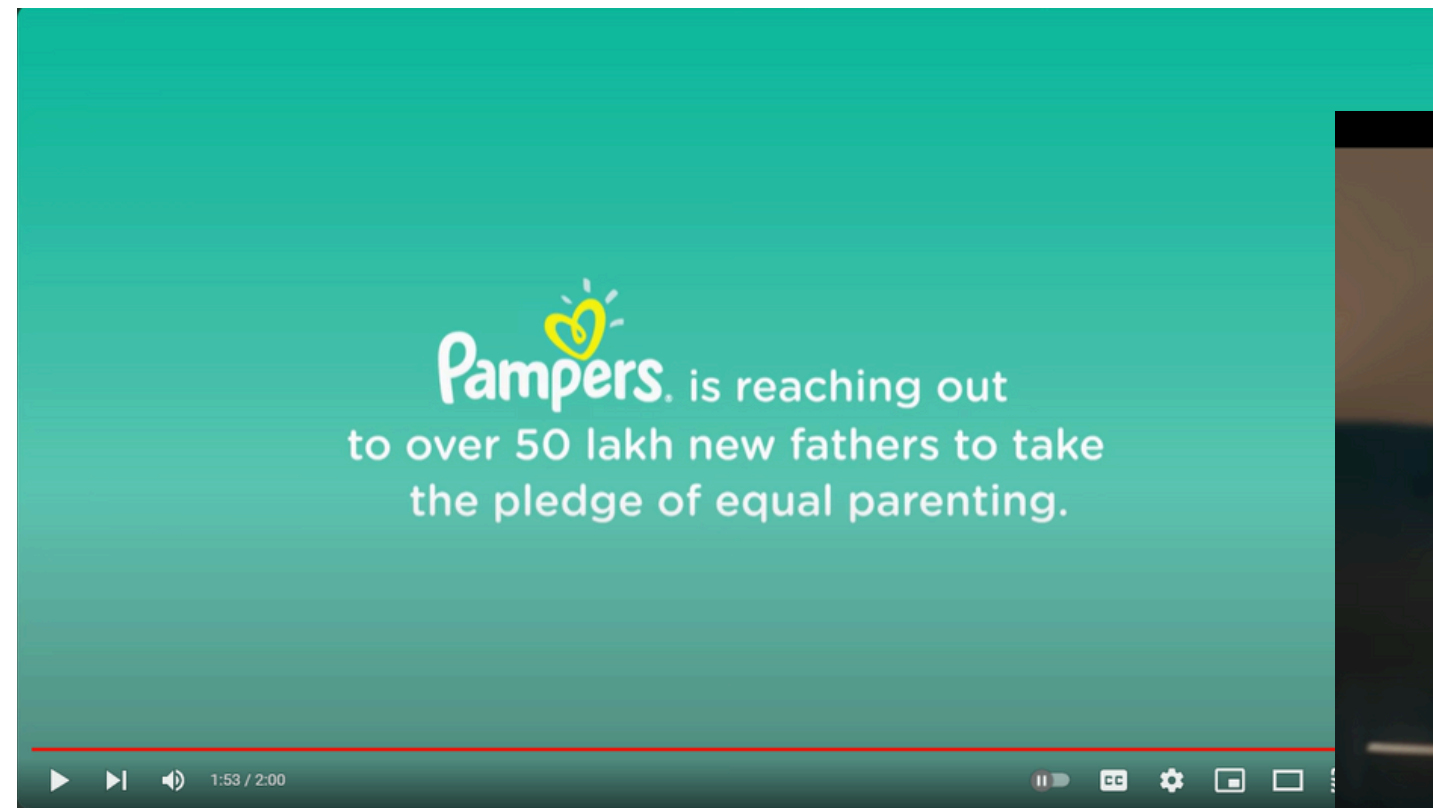 Pampers. is reaching out
to over 50 lakh new fathers to take
the pledge of equal parenting.
1:53 / 2:00
CC